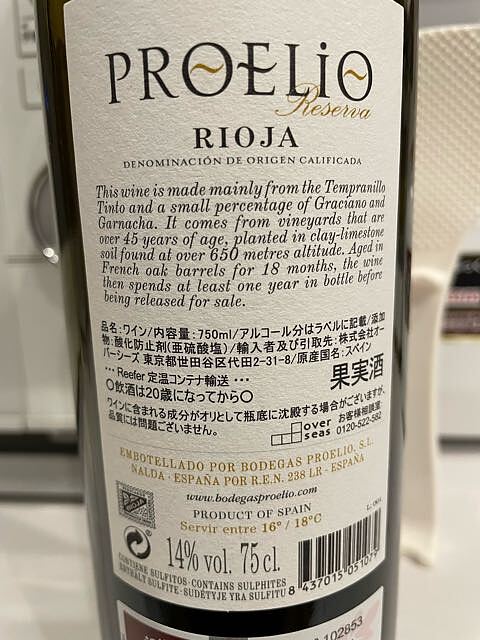 PROELiO
Reserva
RIOJA
DENOMINACIÓN DE ORIGEN CALIFICADA
This wine is made mainly from the Tempranillo
Tinto and a small percentage of Graciano and
Garnacha. It comes from vineyards that are
over 45 years of age, planted in clay-limestone
soil found at over 650 metres altitude. Aged in
French oak barrels for 18 months, the wine
then spends at least one year in bottle before
being released for sale.
品名:ワイン/内容量:750ml/アルコール分はラベルに記載/添加
物:酸化防止剤(亜硫酸塩)/輸入者及び引取先:株式会社オー
バーシーズ 東京都世田谷区代田2-31-8/原産国名:スペイン
… Reefer 定温コンテナ輸送 …
果実酒
○飲酒は20歳になってから○
ワインに含まれる成分がオリとして瓶底に沈殿する場合がございますが、
品質には問題ございません。
over
seas
お客様相談室
0120-522-582
EMBOTELLADO POR BODEGAS PROELIO, S.L.
NALDA · ESPAÑA POR R.E.N. 238 LR - ESPAÑA
www.bodegasproelio.com
PRODUCT OF SPAIN
Servir entre 16º / 18ºC
RIOJA
14% vol. 75 cl.
CONTIENE SULFITOS · CONTAINS SULPHITES
ENTHÄLT SULFITE · SUDĖTYJE YRA SULFITU
8 437015 05107
102853